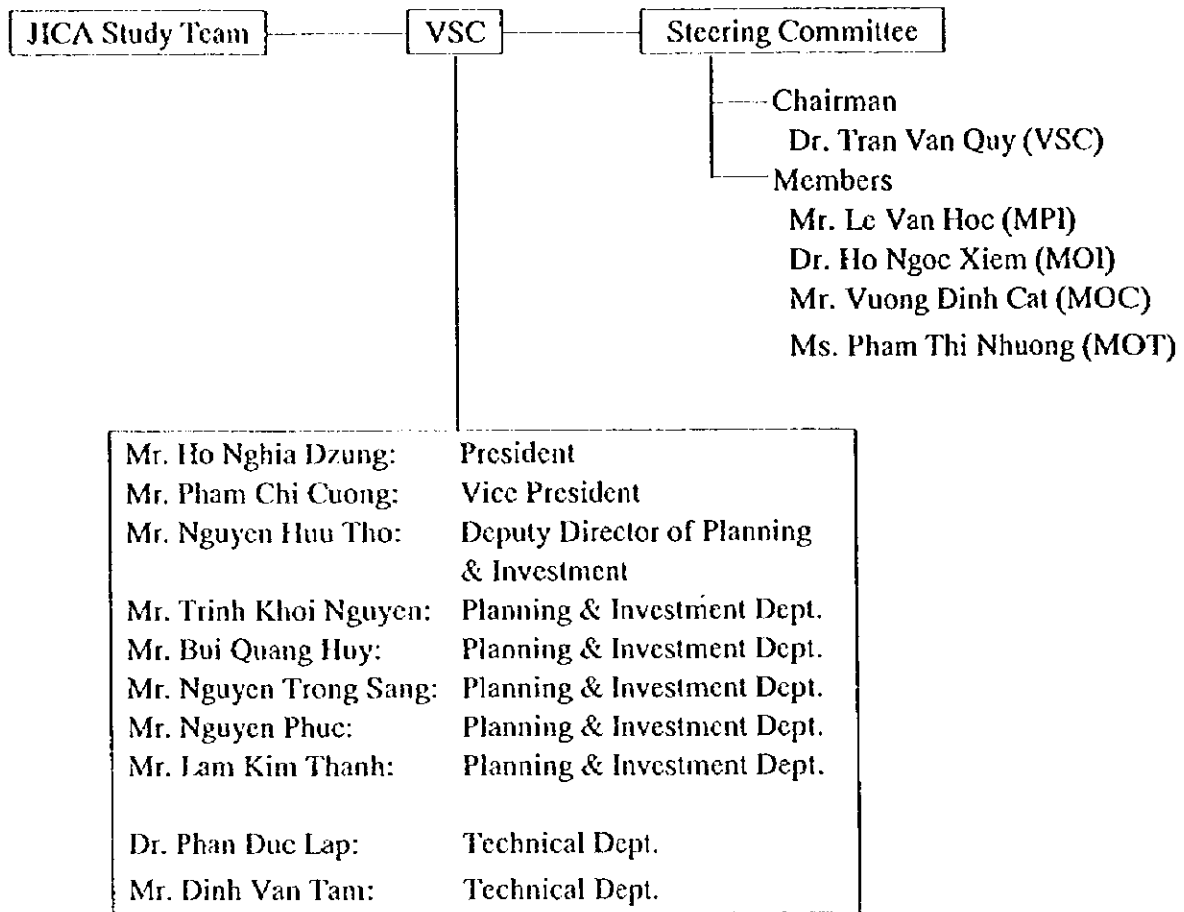 JICA Study Team VSC Steering Committee
Chairman
Dr. Tran Van Quy (VSC)
Members
Mr. Le Van Hoc (MPI)
Dr. Ho Ngoc Xiem (MOI)
Mr. Vuong Dinh Cat (MOC)
Ms. Pham Thi Nhuong (MOT)
Mr. Ho Nghia Dzung: President
Mr. Pham Chi Cuong: Vice President
Mr. Nguyen Huu Tho: Deputy Director of Planning
& Investment
Mr. Trinh Khoi Nguyen: Planning & Investment Dept.
Mr. Bui Quang Huy: Planning & Investment Dept.
Mr. Nguyen Trong Sang: Planning & Investment Dept.
Mr. Nguyen Phuc: Planning & Investment Dept.
Mr. Lam Kim Thanh: Planning & Investment Dept.
Dr. Phan Duc Lap: Technical Dept.
Mr. Dinh Van Tam: Technical Dept.